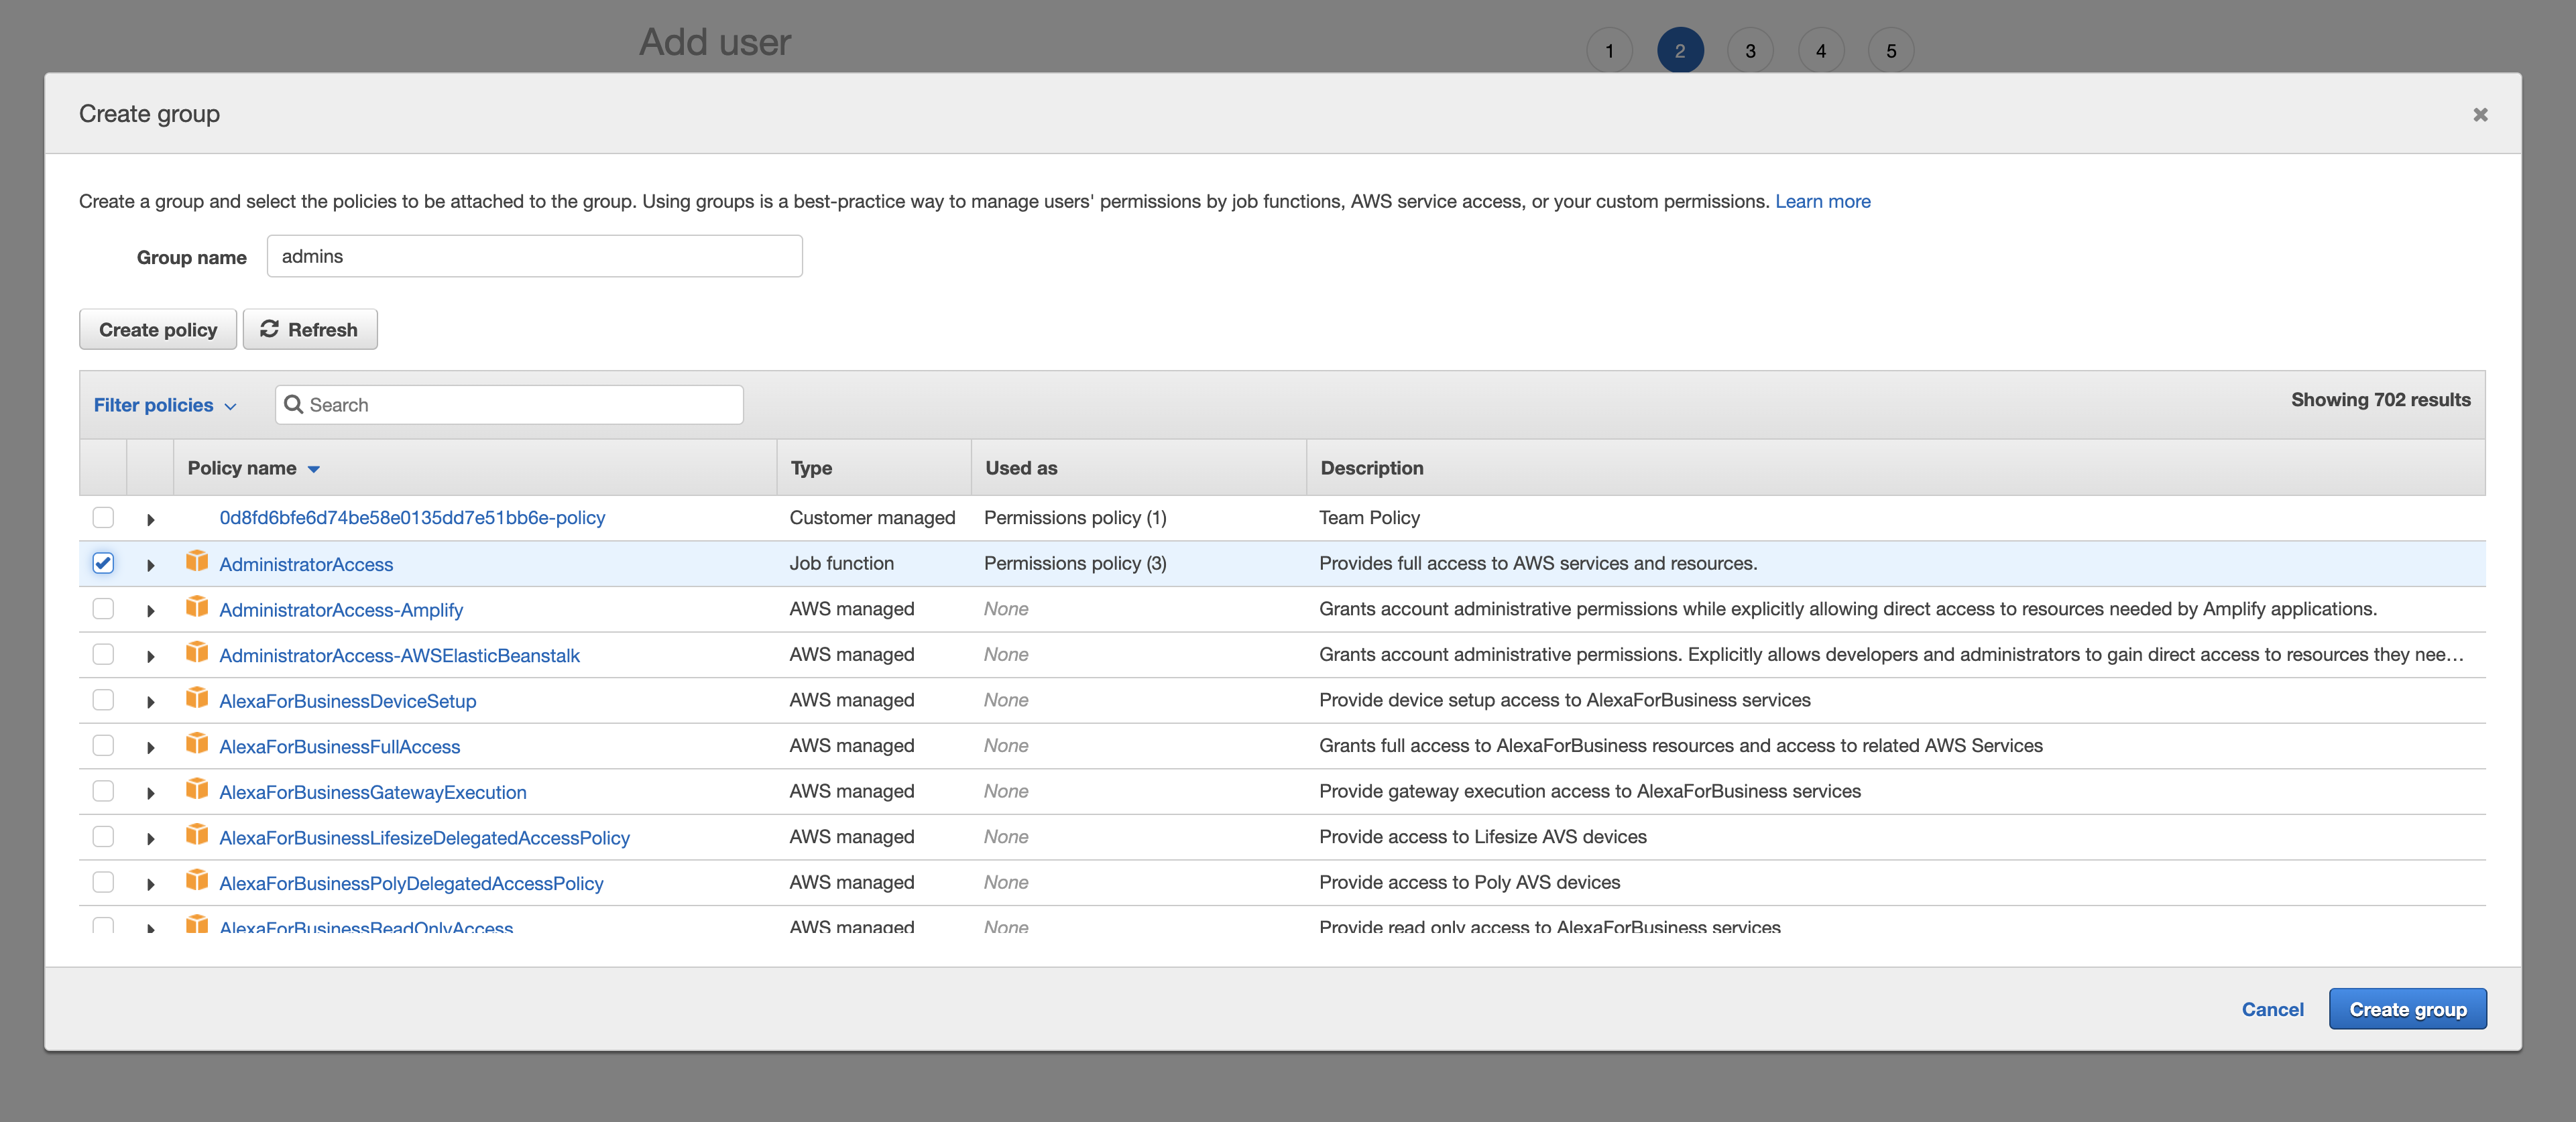 Add user
1 2 3 4 5
Create group
Create a group and select the policies to be attached to the group. Using groups is a best-practice way to manage users' permissions by job functions, AWS service access, or your custom permissions. Learn more
Group name admins
Create policy Refresh
Filter policies Search Showing 702 results
Policy name Type Used as Description
0d8fd6bfe6d74be58e0135dd7e51bb6e-policy Customer managed Permissions policy (1) Team Policy
AdministratorAccess Job function Permissions policy (3) Provides full access to AWS services and resources.
AdministratorAccess-Amplify AWS managed None Grants account administrative permissions while explicitly allowing direct access to resources needed by Amplify applications.
AdministratorAccess-AWSElasticBeanstalk AWS managed None Grants account administrative permissions. Explicitly allows developers and administrators to gain direct access to resources they nee…
AlexaForBusinessDeviceSetup AWS managed None Provide device setup access to AlexaForBusiness services
AlexaForBusinessFullAccess AWS managed None Grants full access to AlexaForBusiness resources and access to related AWS Services
AlexaForBusinessGatewayExecution AWS managed None Provide gateway execution access to AlexaForBusiness services
AlexaForBusinessLifesizeDelegatedAccessPolicy AWS managed None Provide access to Lifesize AVS devices
AlexaForBusinessPolyDelegatedAccessPolicy AWS managed None Provide access to Poly AVS devices
AlexaForBusinessReadOnlyAccess AWS managed None Provide read only access to AlexaForBusiness services
Cancel Create group